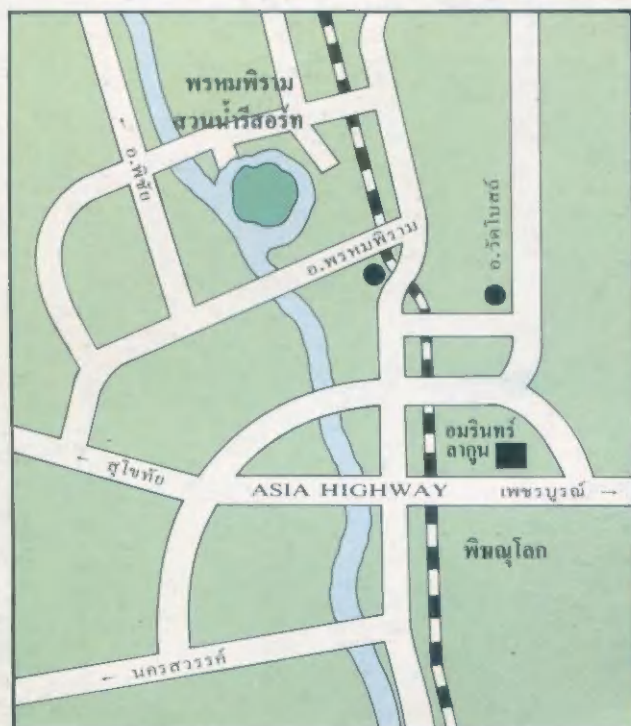 พรหมพิราม
สวนน้ำรีสอร์ท
← อ.พิชัย
อ.พรหมพิราม
อ.วัดโบสถ์
อมรินทร์
ลากูน
← สุโขทัย
ASIA HIGHWAY
เพชรบูรณ์ →
พิษณุโลก
← นครสวรรค์